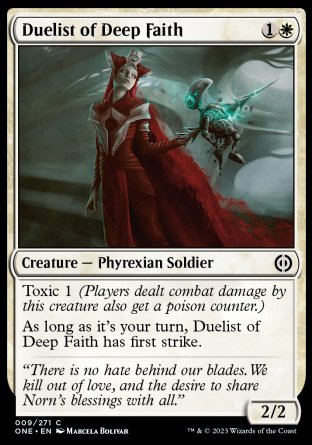 Duelist of Deep Faith 1
Creature — Phyrexian Soldier
Toxic 1 (Players dealt combat damage by
this creature also get a poison counter.)
As long as it's your turn, Duelist of
Deep Faith has first strike.
"There is no hate behind our blades. We
kill out of love, and the desire to share
Norn's blessings with all."
2/2
009/271 C
ONE • EN MARCELA BOLIVAR
™ & © 2023 Wizards of the Coast